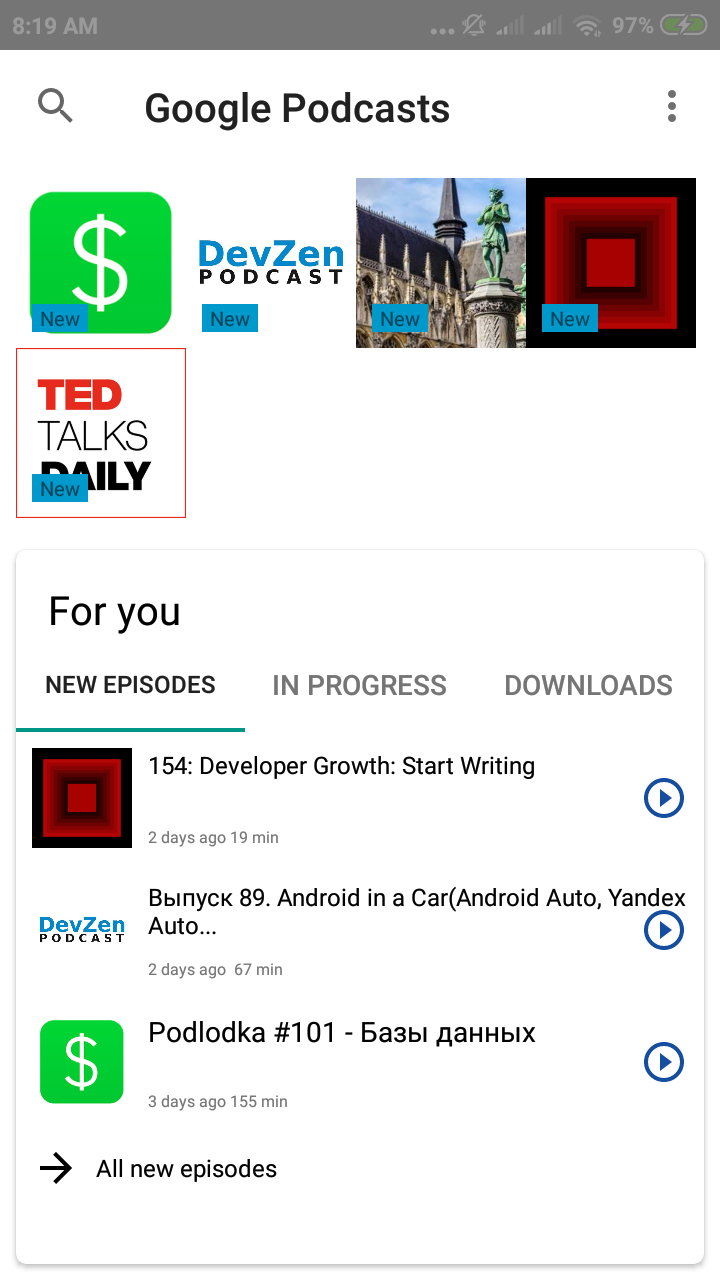 8:19 AM
97%
Google Podcasts
$
New
DevZen
PODCAST
New
New
New
TED
TALKS
DAILY
New
For you
NEW EPISODES
IN PROGRESS
DOWNLOADS
154: Developer Growth: Start Writing
2 days ago 19 min
DevZen
PODCAST
Выпуск 89. Android in a Car(Android Auto, Yandex
Auto...
2 days ago  67 min
$
Podlodka #101 - Базы данных
3 days ago 155 min
All new episodes